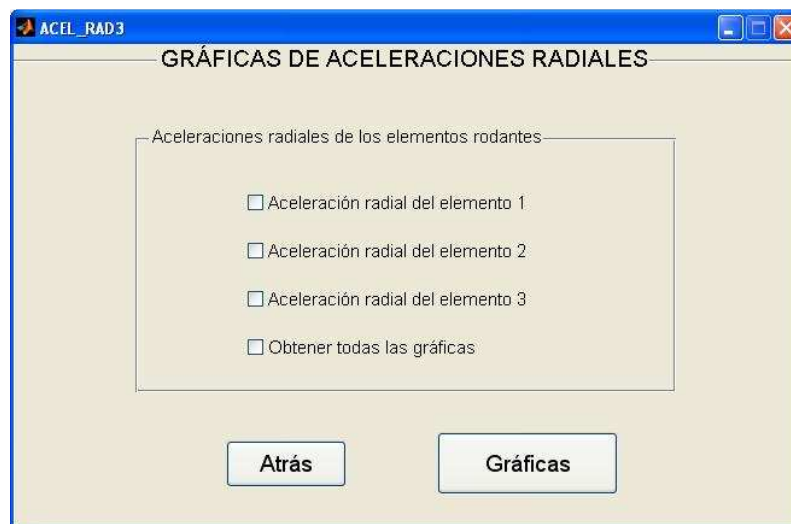 ACEL_RAD3
GRÁFICAS DE ACELERACIONES RADIALES
Aceleraciones radiales de los elementos rodantes
Aceleración radial del elemento 1
Aceleración radial del elemento 2
Aceleración radial del elemento 3
Obtener todas las gráficas
Atrás
Gráficas